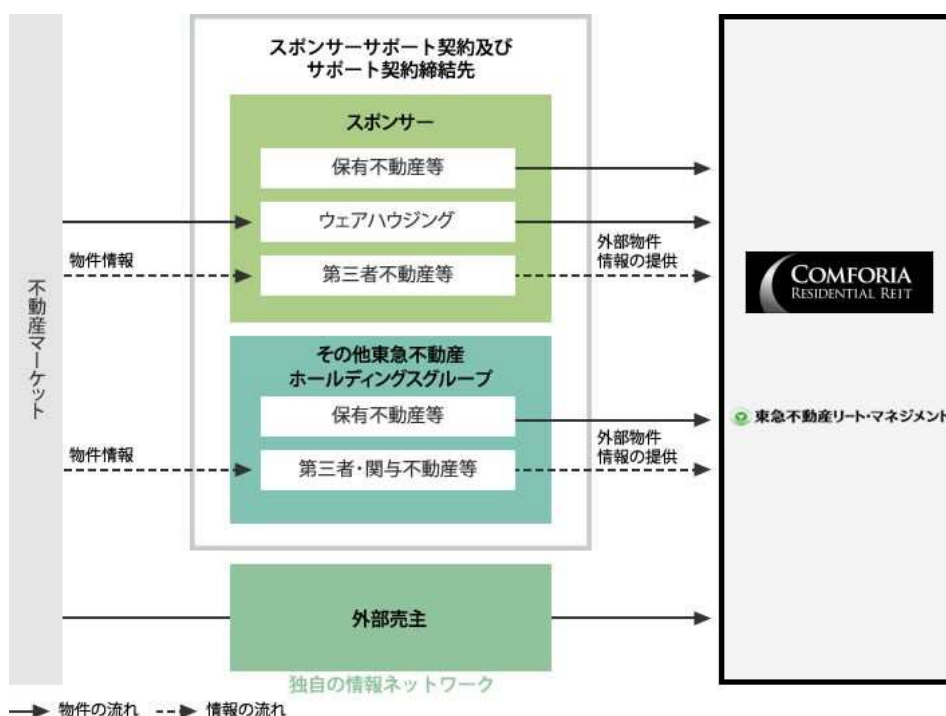 スポンサーサポート契約及び
サポート契約締結先
スポンサー
保有不動産等
ウェアハウジング
物件情報
第三者不動産等
外部物件
情報の提供
不動産マーケット
COMFORIA
RESIDENTIAL REIT
その他東急不動産
ホールディングスグループ
保有不動産等
物件情報
第三者・関与不動産等
外部物件
情報の提供
東急不動産リート・マネジメント
外部売主
独自の情報ネットワーク
物件の流れ
情報の流れ